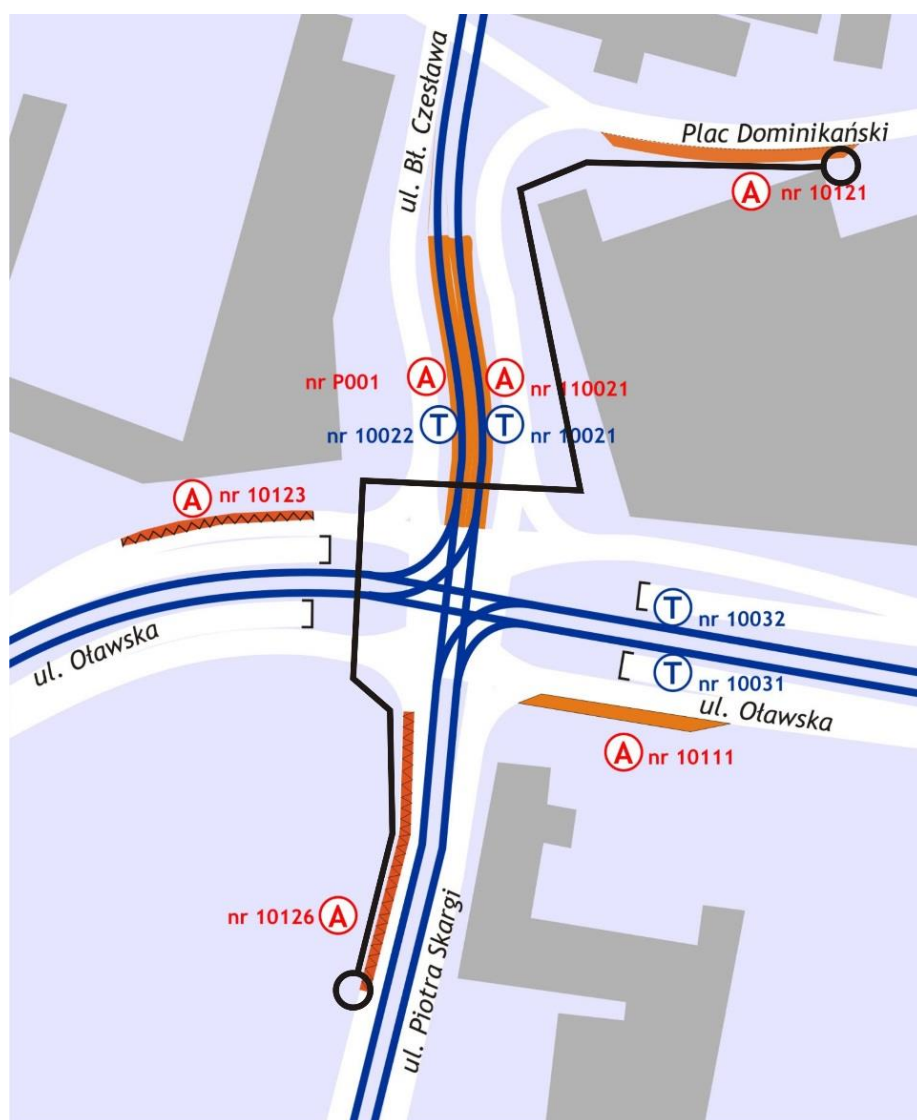 ul. Bł. Czesława
Plac Dominikański
A nr 10121
nr P001 A
A nr 110021
nr 10022 T
T nr 10021
A nr 10123
T nr 10032
ul. Oławska
T nr 10031
ul. Oławska
A nr 10111
nr 10126 A
ul. Piotra Skargi